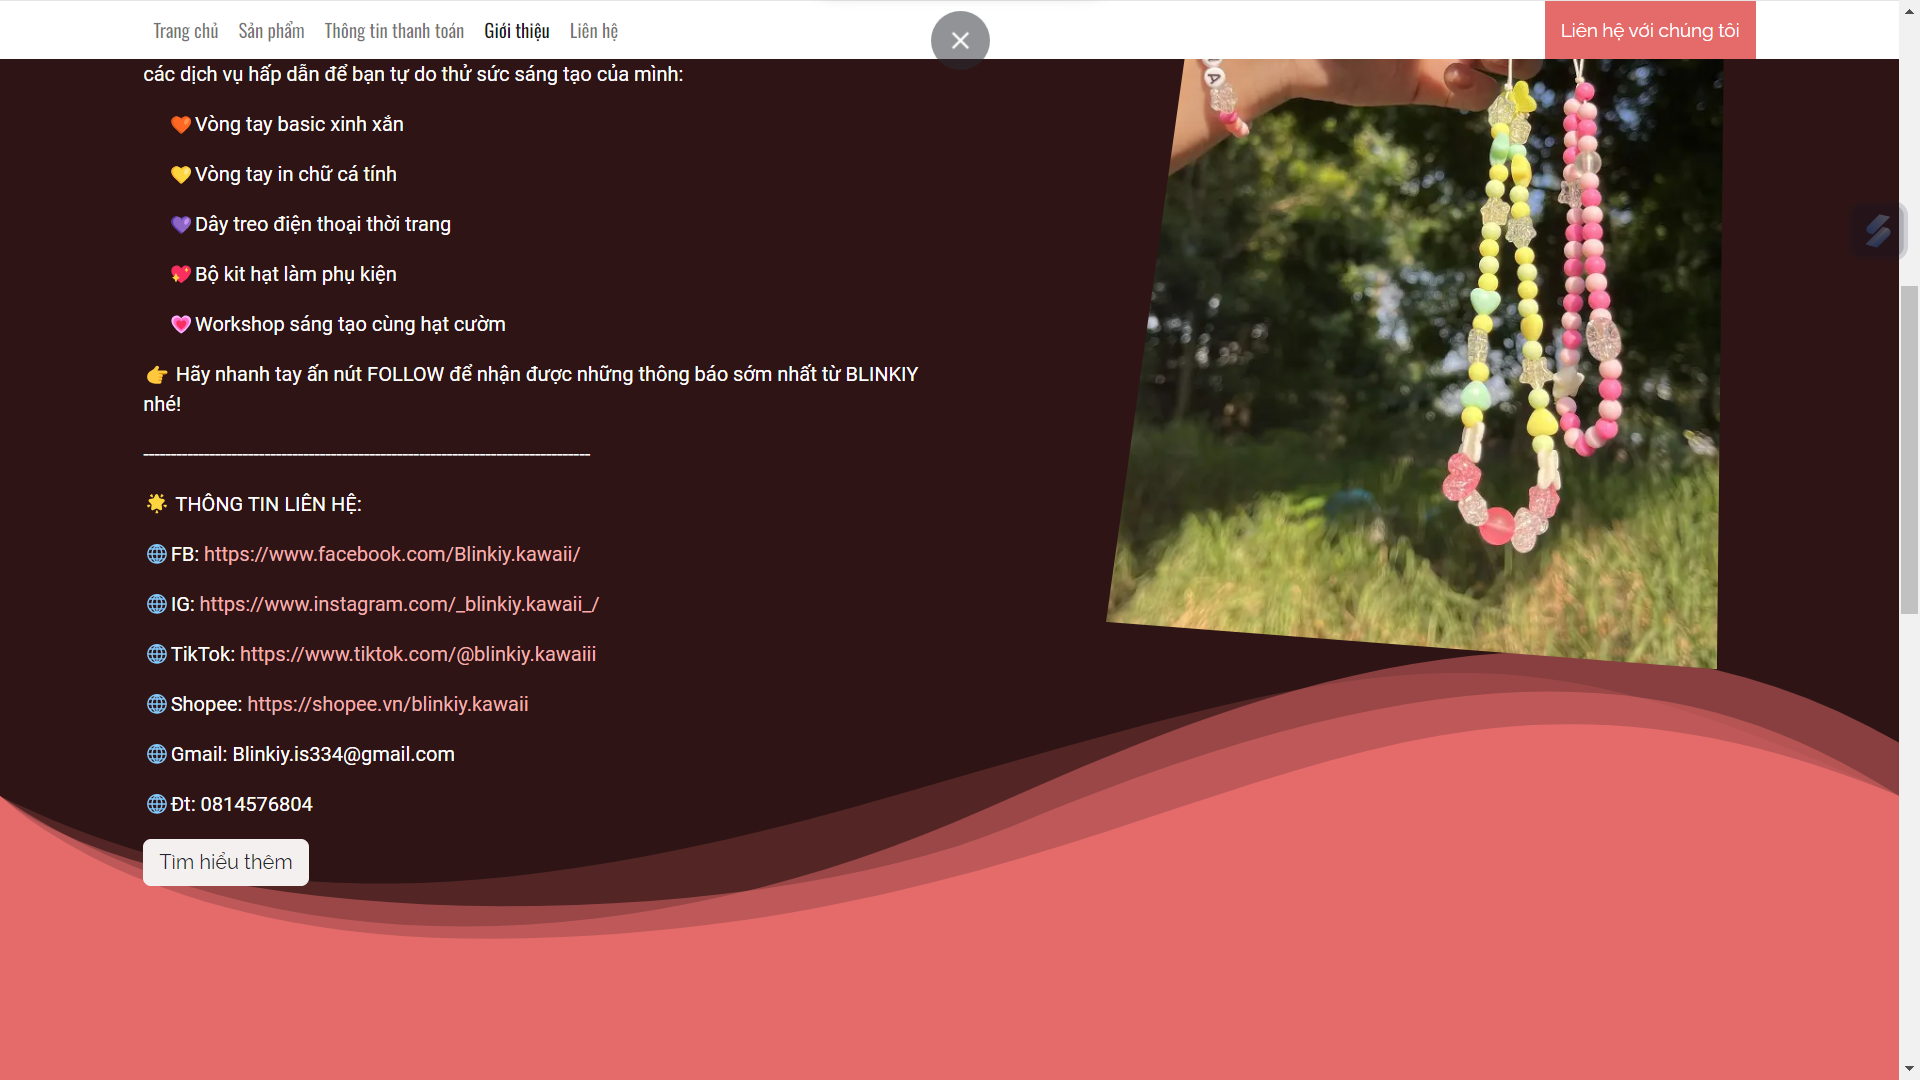 Trang chủ Sản phẩm Thông tin thanh toán Giới thiệu Liên hệ Liên hệ với chúng tôi
các dịch vụ hấp dẫn để bạn tự do thử sức sáng tạo của mình:
🧡 Vòng tay basic xinh xắn
💛 Vòng tay in chữ cá tính
💜 Dây treo điện thoại thời trang
💖 Bộ kit hạt làm phụ kiện
💗 Workshop sáng tạo cùng hạt cườm
👉 Hãy nhanh tay ấn nút FOLLOW để nhận được những thông báo sớm nhất từ BLINKIY
nhé!
🌟 THÔNG TIN LIÊN HỆ:
🌐 FB: https://www.facebook.com/Blinkiy.kawaii/
🌐 IG: https://www.instagram.com/_blinkiy.kawaii_/
🌐 TikTok: https://www.tiktok.com/@blinkiy.kawaiii
🌐 Shopee: https://shopee.vn/blinkiy.kawaii
🌐 Gmail: Blinkiy.is334@gmail.com
🌐 Đt: 0814576804
Tìm hiểu thêm